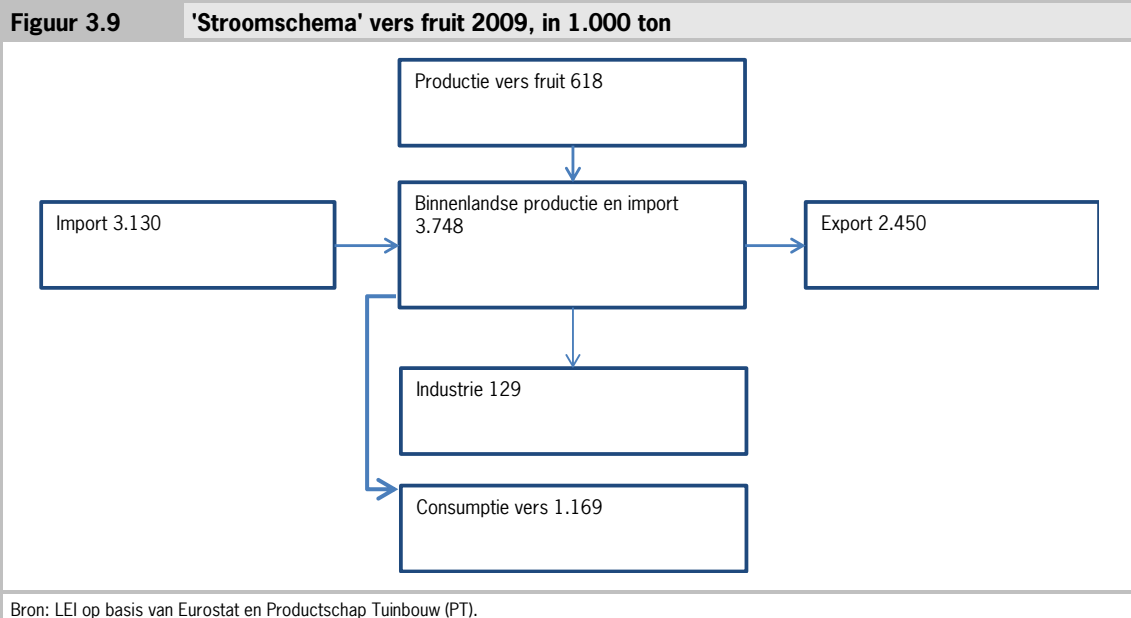 Figuur 3.9 'Stroomschema' vers fruit 2009, in 1.000 ton
Productie vers fruit 618
Import 3.130
Binnenlandse productie en import
3.748
Export 2.450
Industrie 129
Consumptie vers 1.169
Bron: LEI op basis van Eurostat en Productschap Tuinbouw (PT).